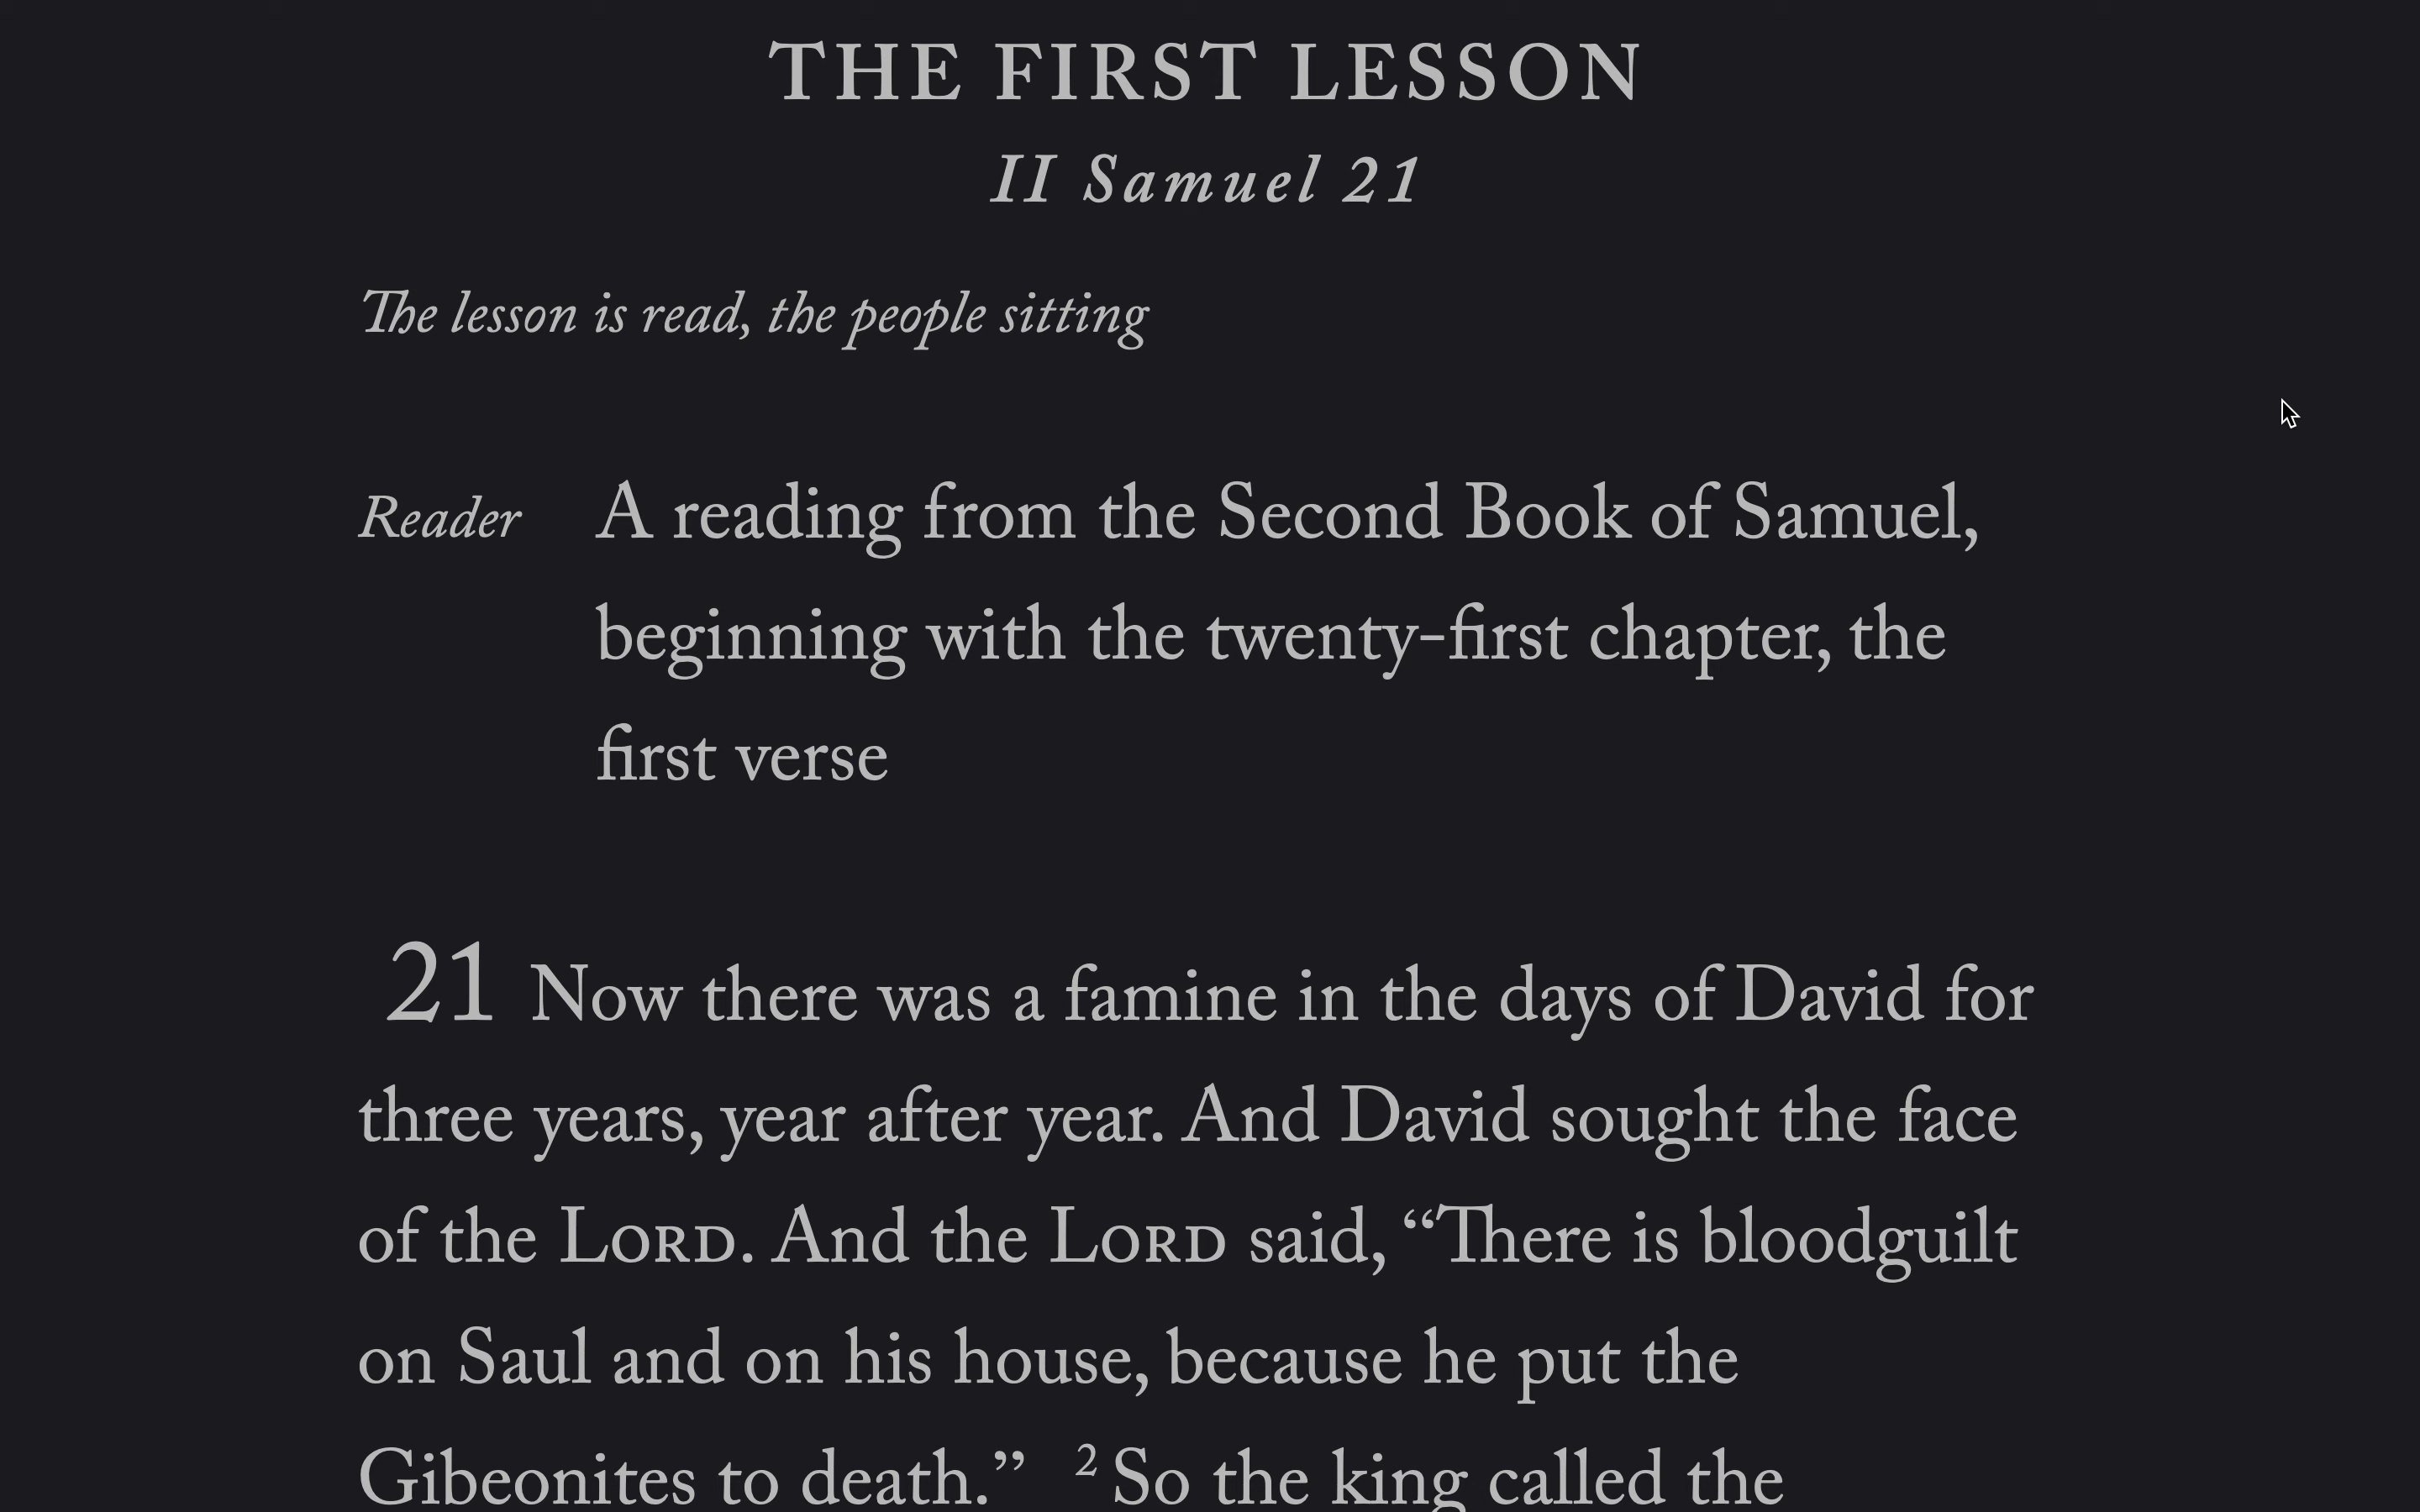 THE FIRST LESSON
II Samuel 21
The lesson is read, the people sitting
Reader A reading from the Second Book of Samuel,
beginning with the twenty-first chapter, the
first verse
21 Now there was a famine in the days of David for
three years, year after year. And David sought the face
of the LORD. And the LORD said, “There is bloodguilt
on Saul and on his house, because he put the
Gibeonites to death.” 2 So the king called the